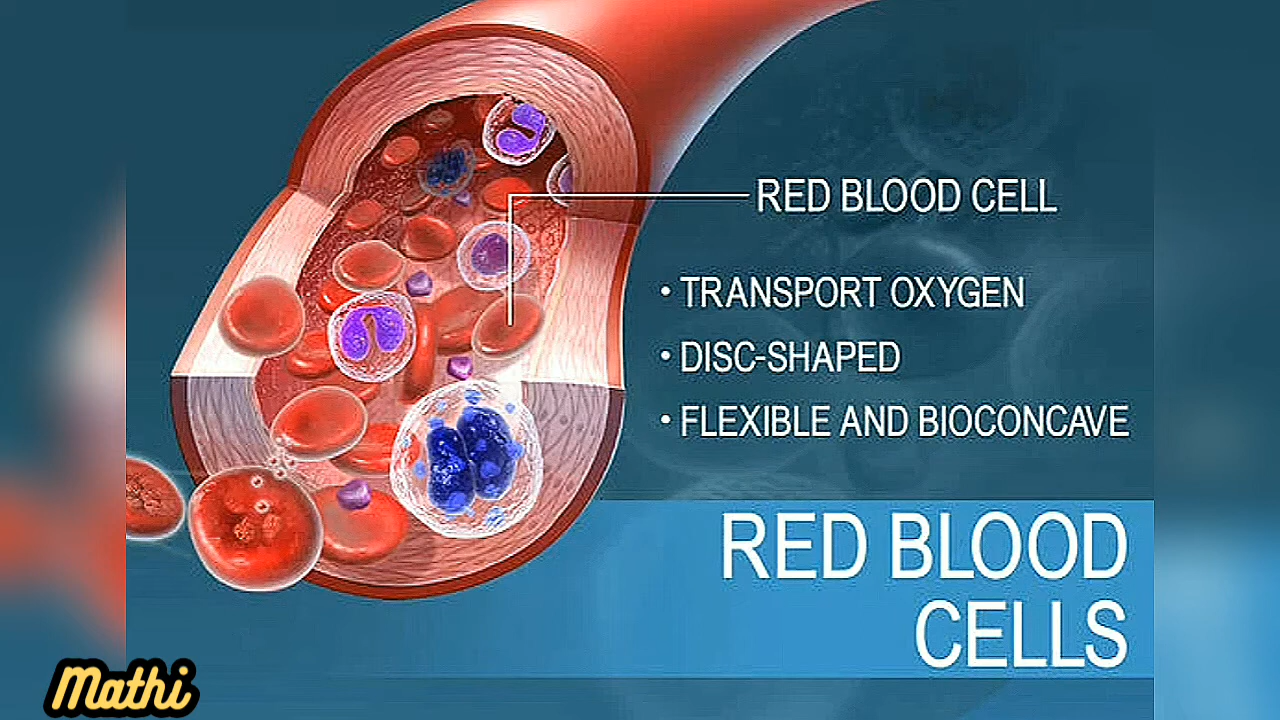 RED BLOOD CELL
• TRANSPORT OXYGEN
• DISC-SHAPED
• FLEXIBLE AND BIOCONCAVE
RED BLOOD
CELLS
Mathi